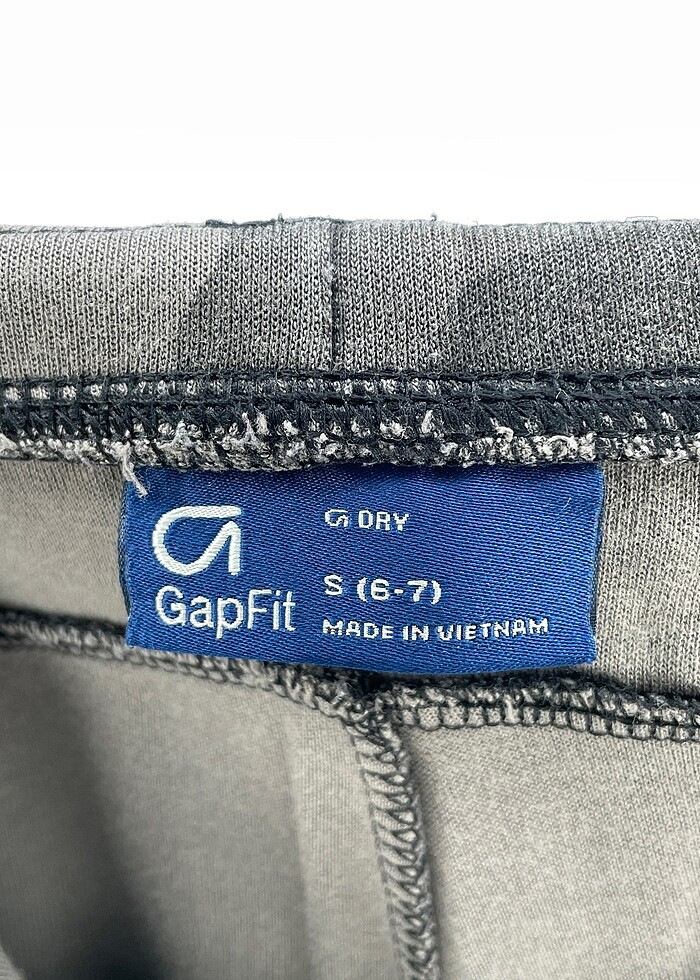 GapFit
G DRY
S (6-7)
MADE IN VIETNAM